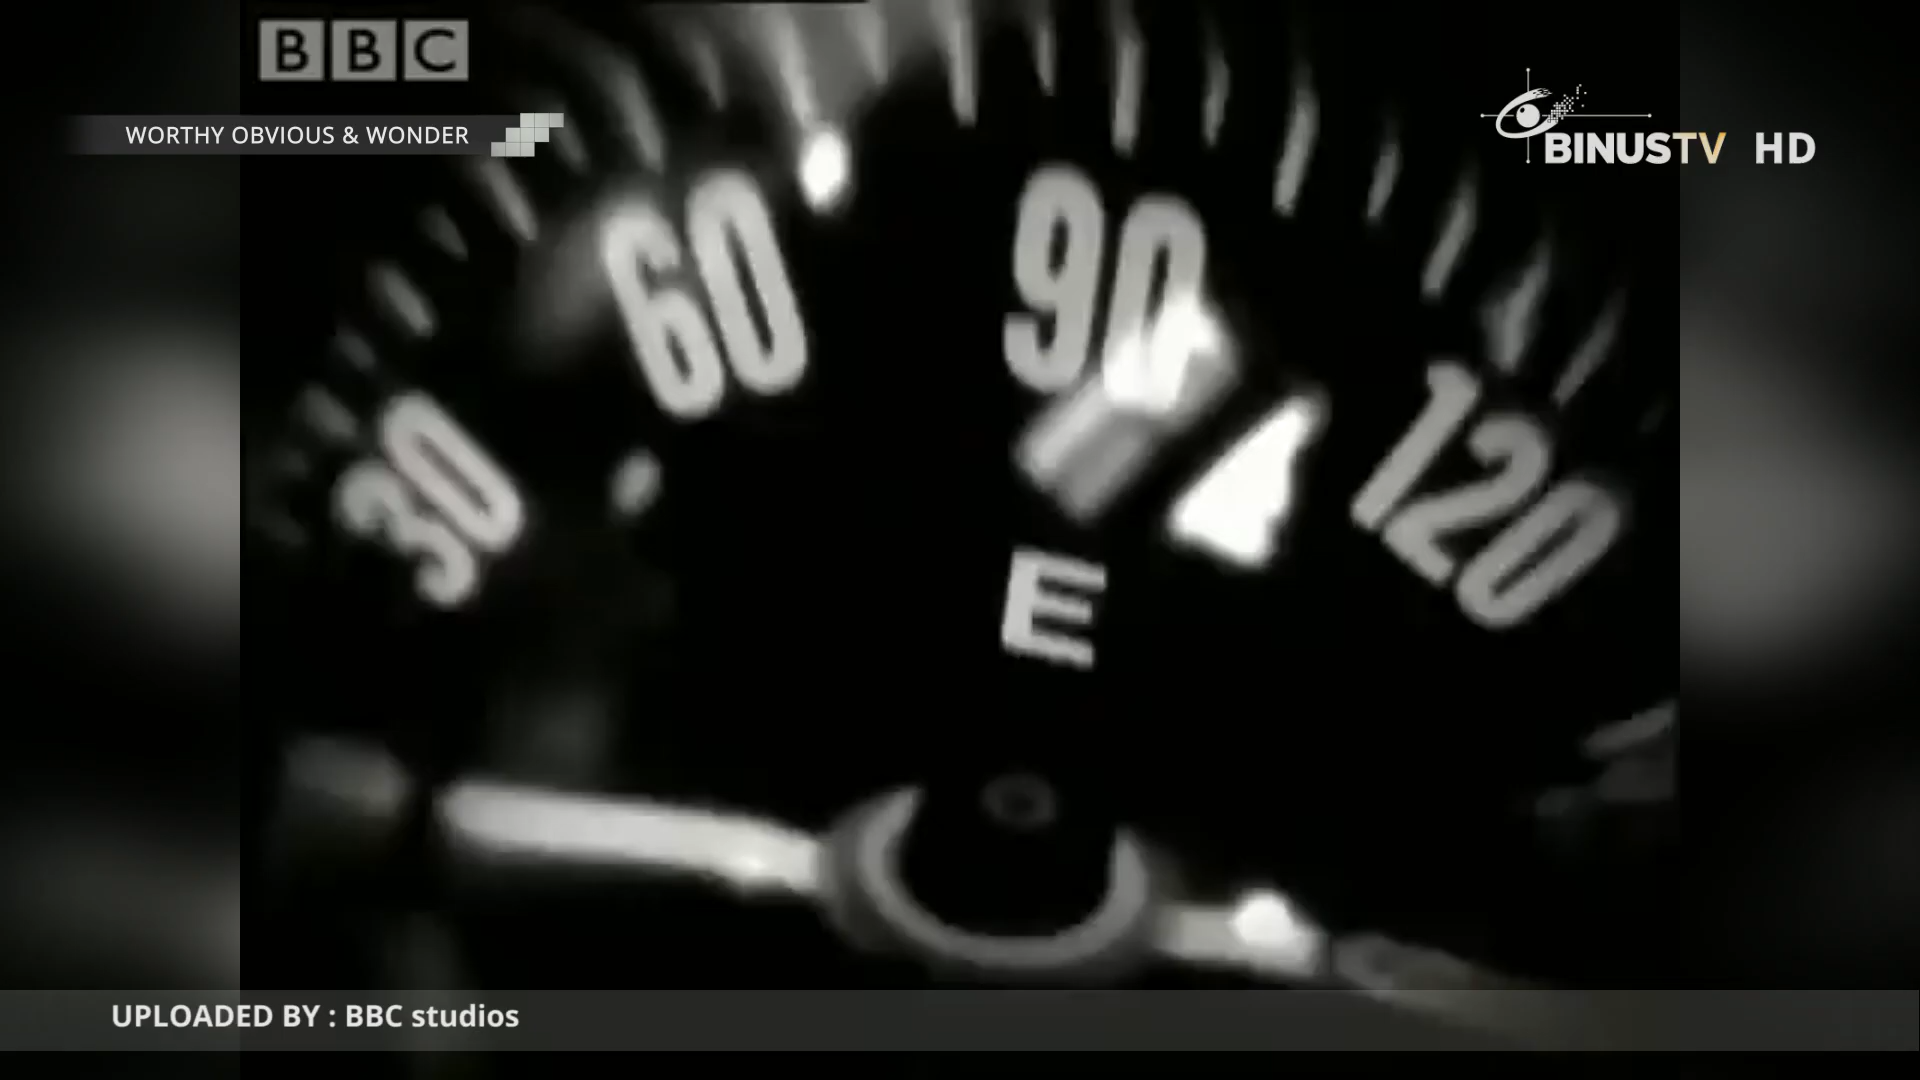 BBC
WORTHY OBVIOUS & WONDER
BINUSTV HD
30
60
90
120
E
UPLOADED BY : BBC studios